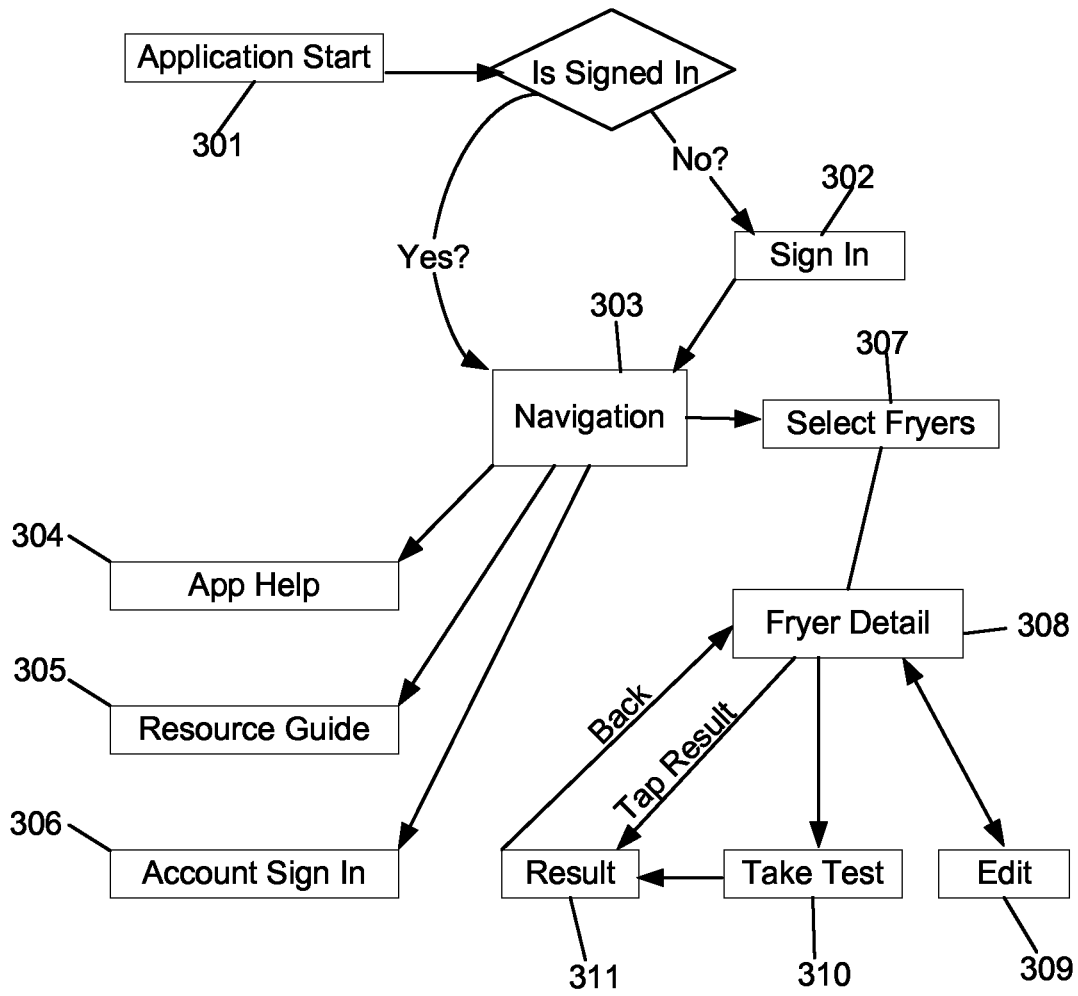 Application Start
Is Signed In
301
No?
302
Yes?
Sign In
303
307
Navigation
Select Fryers
304
App Help
Fryer Detail
308
305
Back
Resource Guide
Tap Result
306
Account Sign In
Result
Take Test
Edit
311
310
309